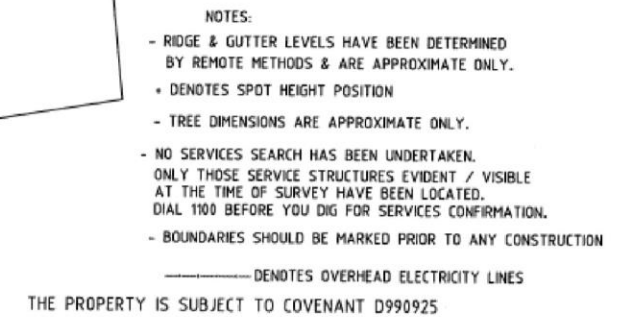 NOTES:
- RIDGE & GUTTER LEVELS HAVE BEEN DETERMINED
BY REMOTE METHODS & ARE APPROXIMATE ONLY.
• DENOTES SPOT HEIGHT POSITION
- TREE DIMENSIONS ARE APPROXIMATE ONLY.
- NO SERVICES SEARCH HAS BEEN UNDERTAKEN.
ONLY THOSE SERVICE STRUCTURES EVIDENT / VISIBLE
AT THE TIME OF SURVEY HAVE BEEN LOCATED.
DIAL 1100 BEFORE YOU DIG FOR SERVICES CONFIRMATION.
- BOUNDARIES SHOULD BE MARKED PRIOR TO ANY CONSTRUCTION
DENOTES OVERHEAD ELECTRICITY LINES
THE PROPERTY IS SUBJECT TO COVENANT D990925